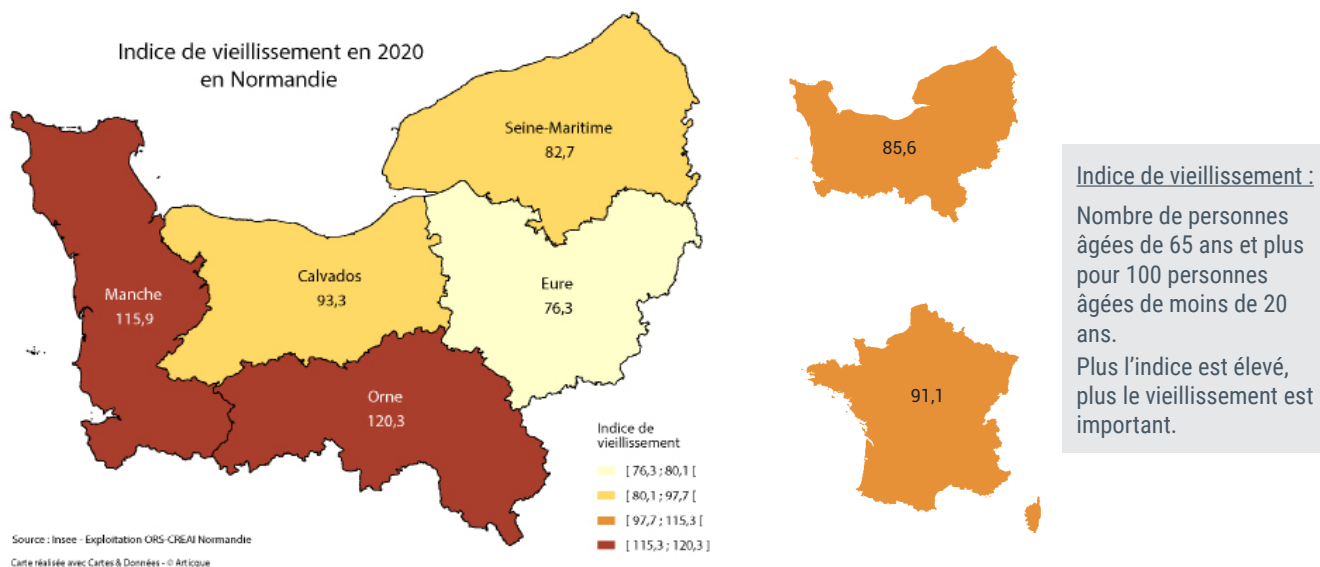 Indice de vieillissement en 2020
en Normandie
Seine-Maritime
82,7
Calvados
93,3
Eure
76,3
Manche
115,9
Orne
120,3
Indice de
vieillissement
[ 76,3 ; 80,1 [
[ 80,1 ; 97,7 [
[ 97,7 ; 115,3 [
[ 115,3 ; 120,3 ]
Source : Insee - Exploitation ORS-CREAI Normandie
Carte réalisée avec Cartes & Données - © Articque
85,6
91,1
Indice de vieillissement :
Nombre de personnes
âgées de 65 ans et plus
pour 100 personnes
âgées de moins de 20
ans.
Plus l’indice est élevé,
plus le vieillissement est
important.